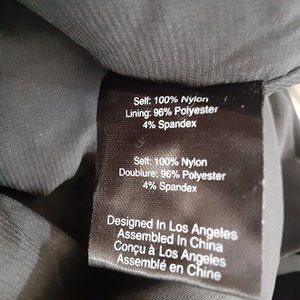 Self: 100% Nylon
Lining: 96% Polyester
4% Spandex
Self: 100% Nylon
Doublure: 96% Polyester
4% Spandex
Designed In Los Angeles
Assembled In China
Conçu à Los Angeles
Assemblé en Chine